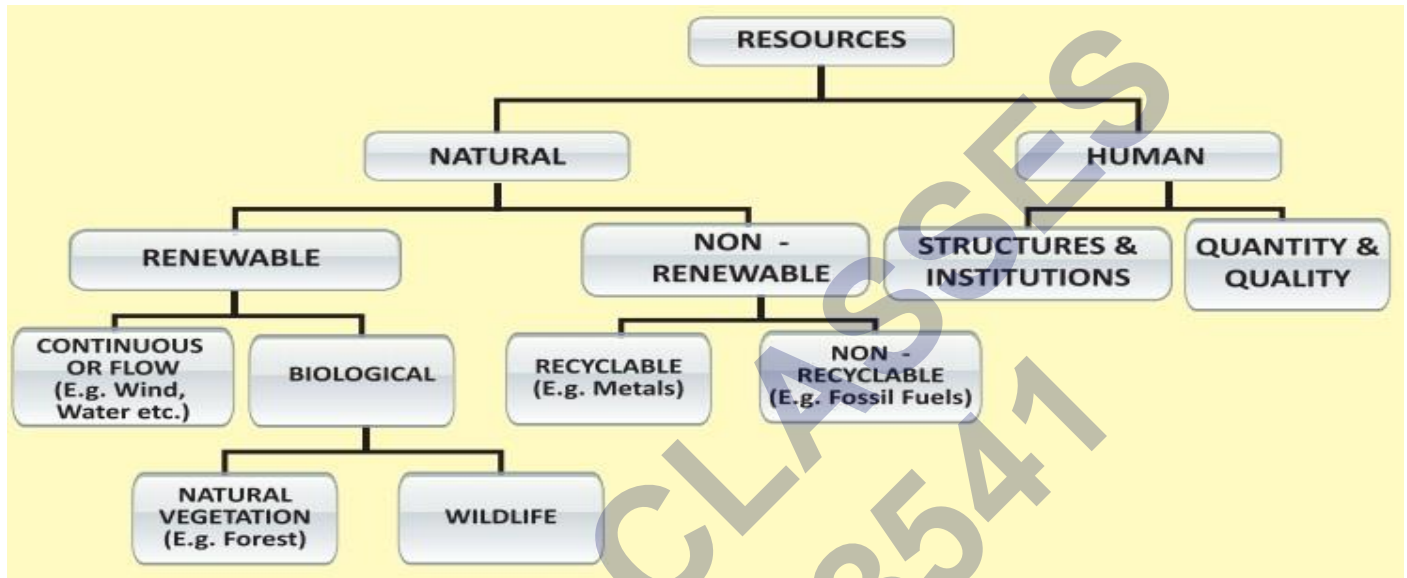 RESOURCES
NATURAL
HUMAN
RENEWABLE
NON -
RENEWABLE
STRUCTURES &
INSTITUTIONS
QUANTITY &
QUALITY
CONTINUOUS
OR FLOW
(E.g. Wind,
Water etc.)
BIOLOGICAL
RECYCLABLE
(E.g. Metals)
NON -
RECYCLABLE
(E.g. Fossil Fuels)
NATURAL
VEGETATION
(E.g. Forest)
WILDLIFE
CLASSES
3541